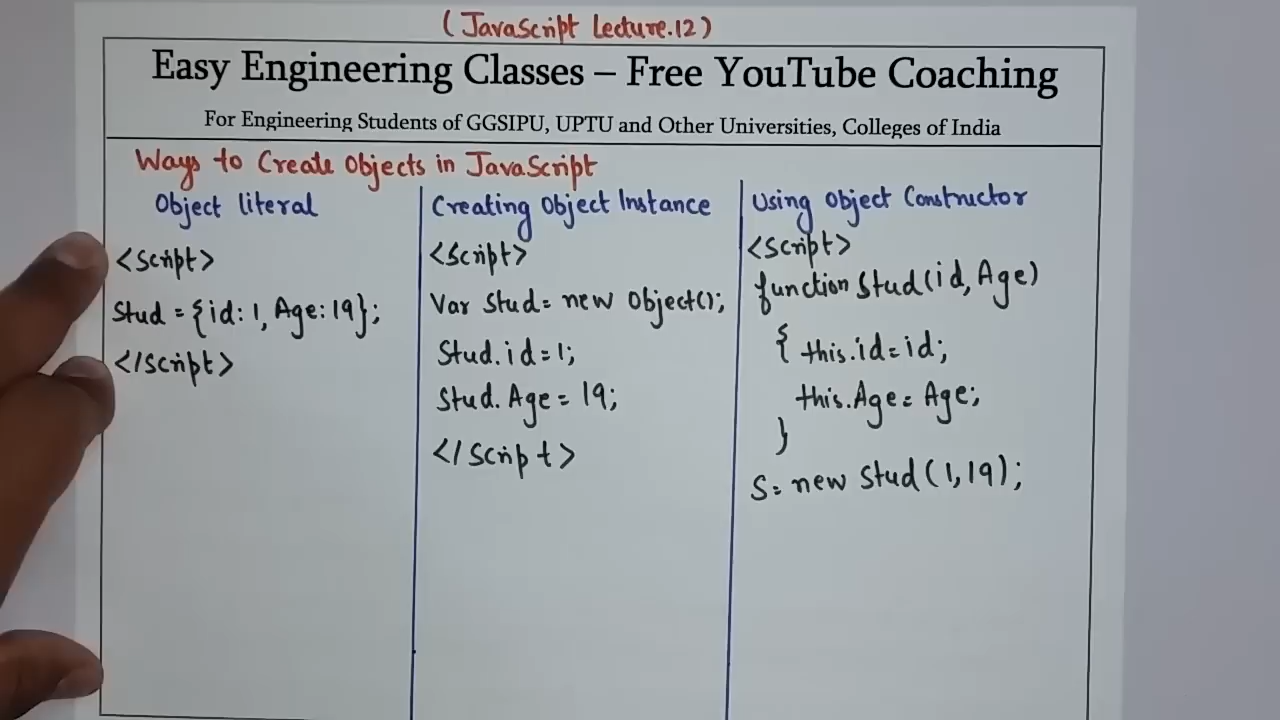 (JavaScript Lecture.12)
Easy Engineering Classes – Free YouTube Coaching
For Engineering Students of GGSIPU, UPTU and Other Universities, Colleges of India
Ways to Create Objects in JavaScript
Object literal
<Script>
Stud = {id: 1, Age: 19};
</Script>
Creating Object Instance
<Script>
Var Stud = new Object();
Stud.id = 1;
Stud.Age = 19;
</Script>
Using Object Constructor
<Script>
function Stud(id, Age)
{ this.id = id;
this.Age = Age;
}
S = new Stud(1,19);